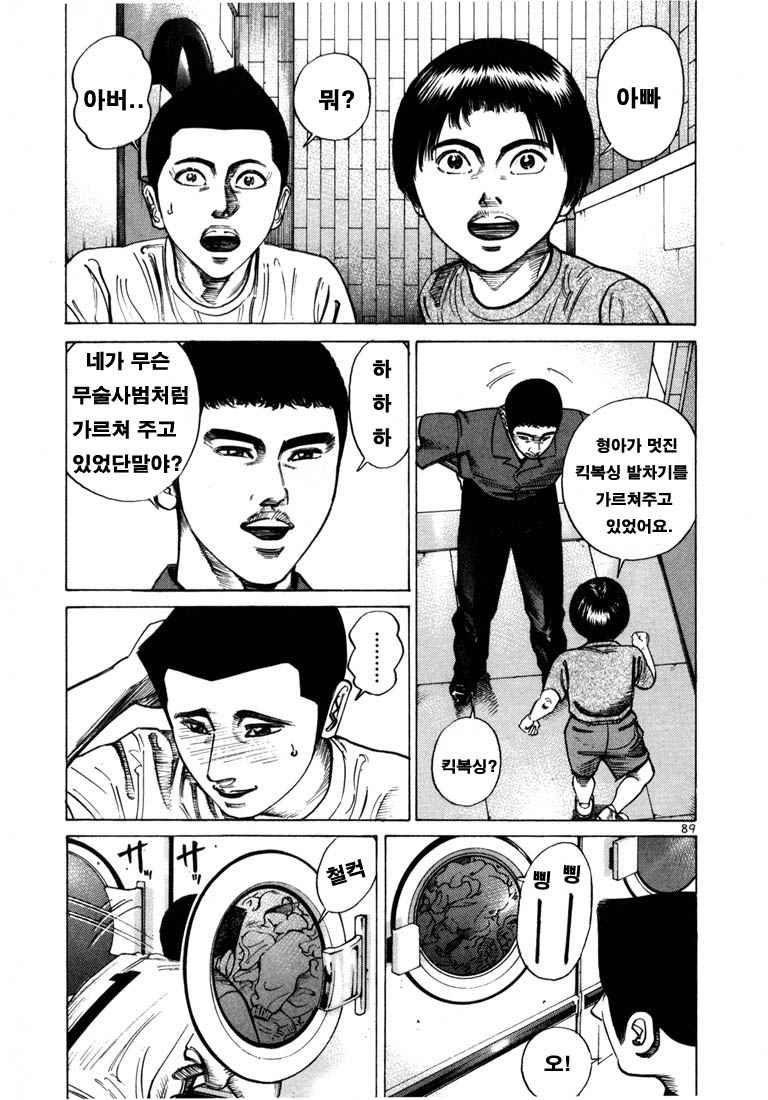 아빠
뭐?
아버..
형아가 멋진
킥복싱 발차기를
가르쳐주고
있었어요.
킥복싱?
하
하
하
네가 무슨
무술사범처럼
가르쳐 주고
있었단말야?
………
89
삥 삥
오!
철컥
ザッ